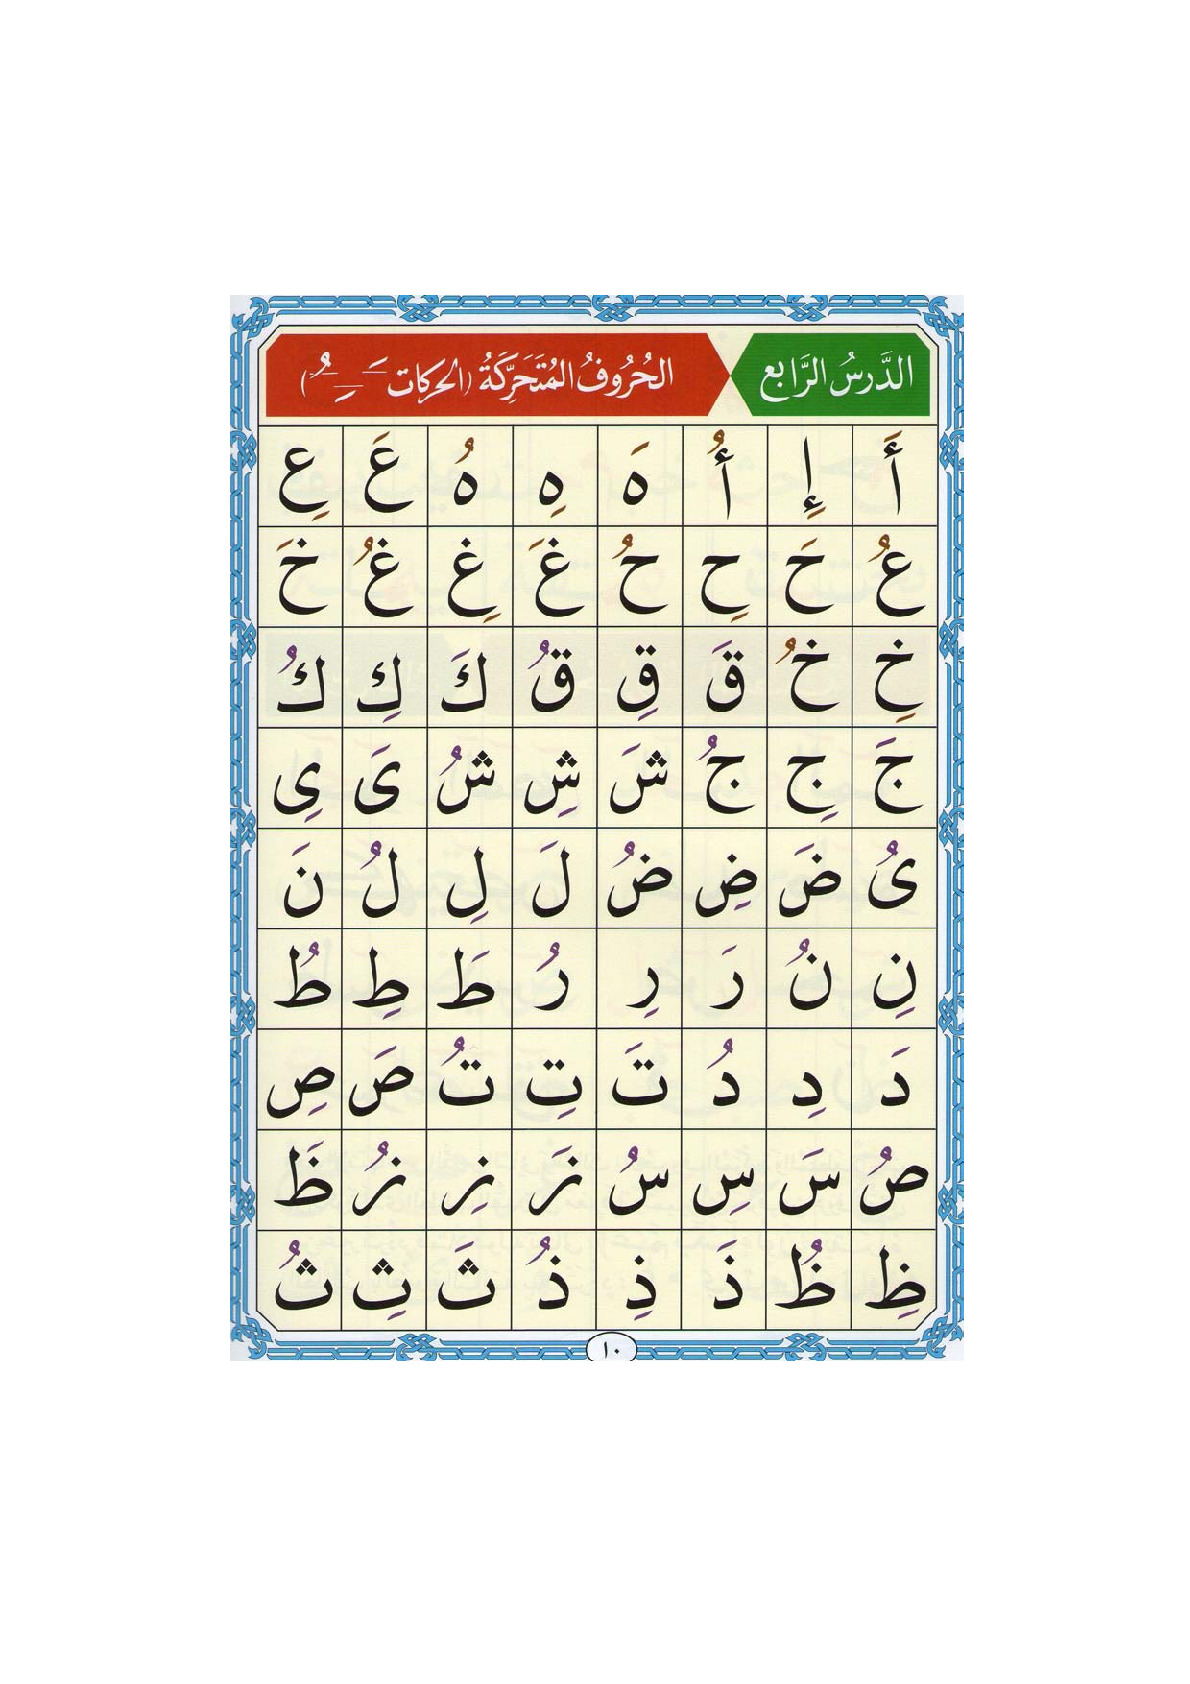 الدَّرسُ الرَّابع الحُرُوفُ المُتَحَرِّكَةُ (الحركات ـَـ ـِـ ـُـ)
أَ إِ أُ هَ هِ هُ عَ عِ
عُ حَ حِ حُ غَ غِ غُ خَ
خِ خُ قَ قِ قُ كَ كِ كُ
جَ جِ جُ شَ شِ شُ ىَ ىِ
ىُ ضَ ضِ ضُ لَ لِ لُ نَ
نِ نُ رَ رِ رُ طَ طِ طُ
دَ دِ دُ تَ تِ تُ صَ صِ
صُ سَ سِ سُ زَ زِ زُ ظَ
ظِ ظُ ذَ ذِ ذُ ثَ ثِ ثُ
١٠